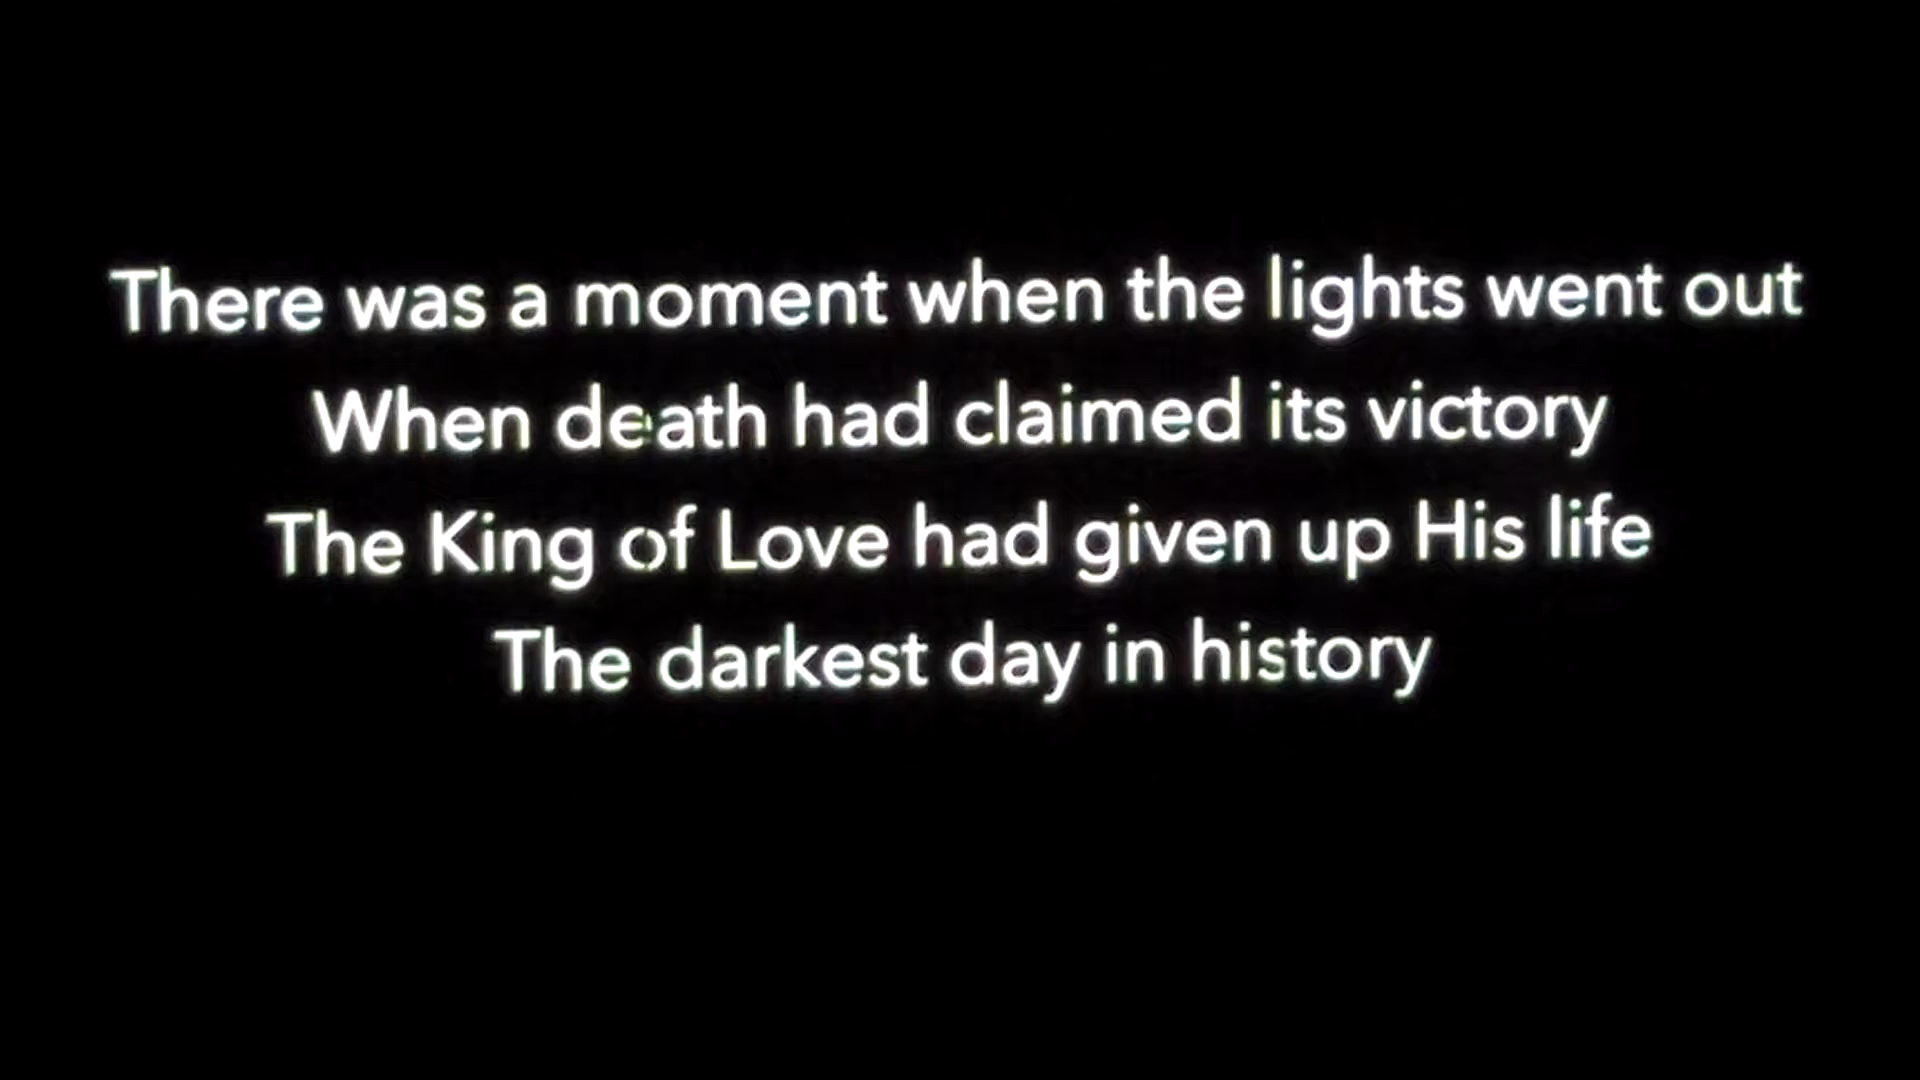 There was a moment when the lights went out
When death had claimed its victory
The King of Love had given up His life
The darkest day in history